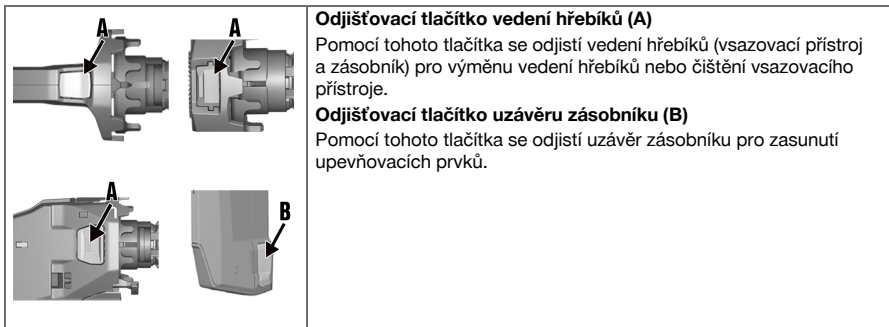 A
A
A
B
Odjišťovací tlačítko vedení hřebíků (A)
Pomocí tohoto tlačítka se odjistí vedení hřebíků (vsazovací přístroj
a zásobník) pro výměnu vedení hřebíků nebo čištění vsazovacího
přístroje.
Odjišťovací tlačítko uzávěru zásobníku (B)
Pomocí tohoto tlačítka se odjistí uzávěr zásobníku pro zasunutí
upevňovacích prvků.